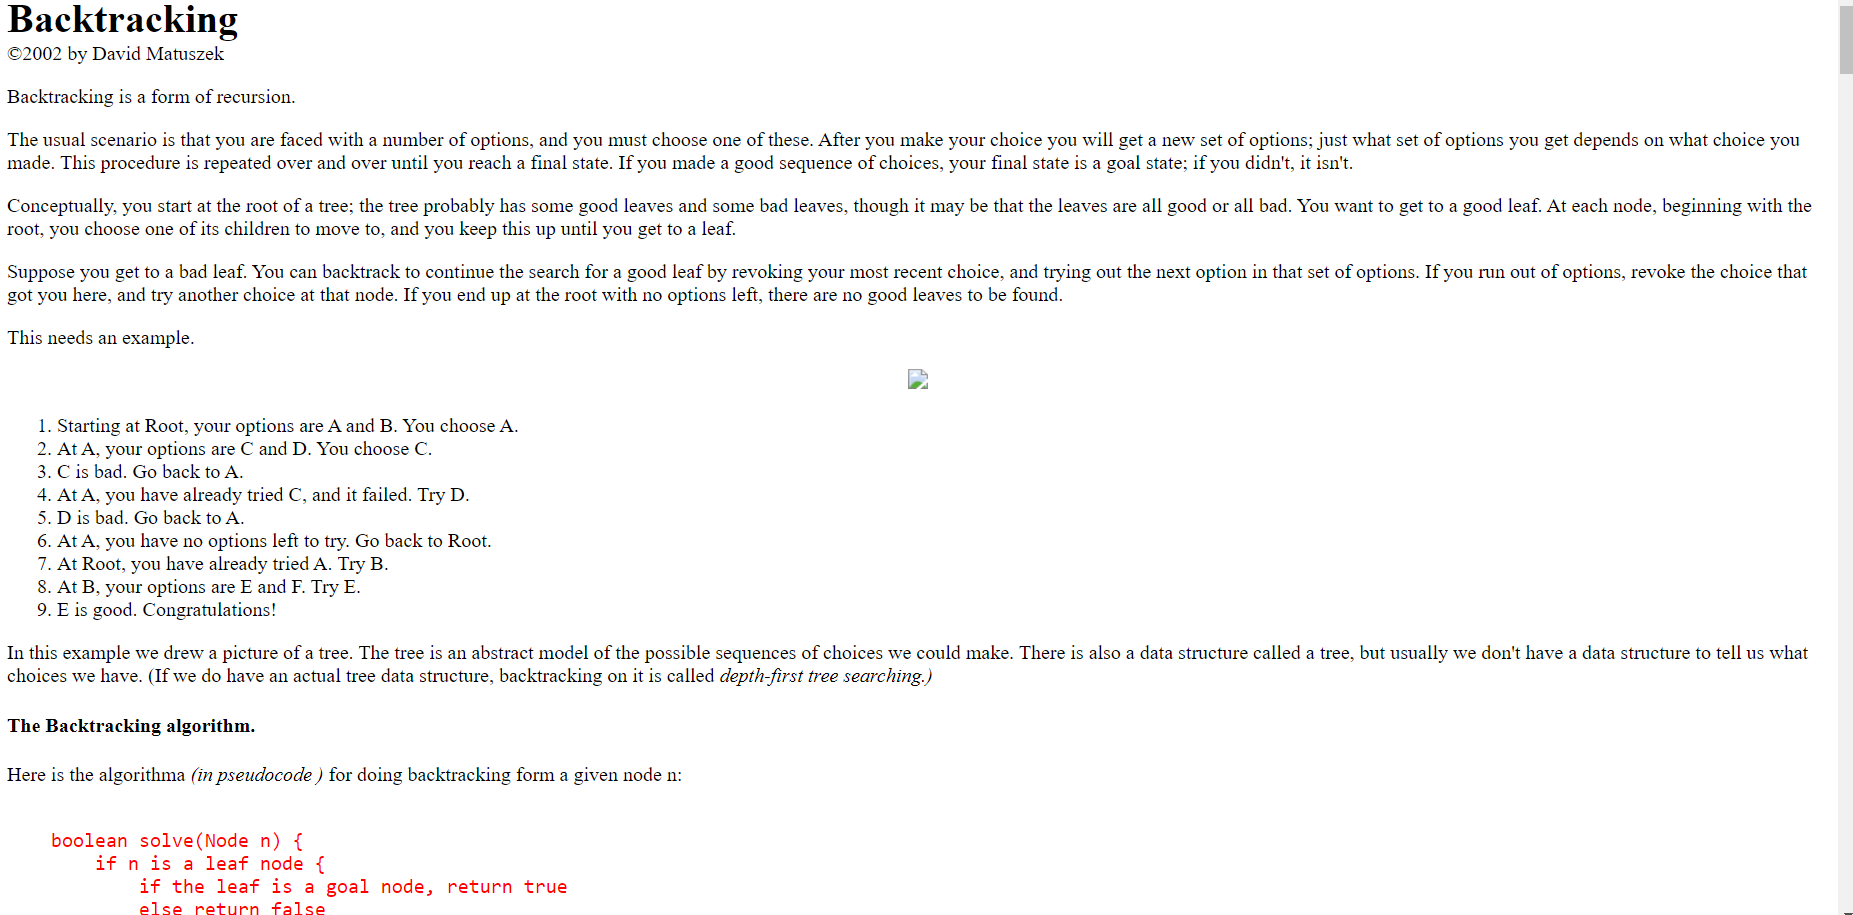 Backtracking
©2002 by David Matuszek
Backtracking is a form of recursion.
The usual scenario is that you are faced with a number of options, and you must choose one of these. After you make your choice you will get a new set of options; just what set of options you get depends on what choice you
made. This procedure is repeated over and over until you reach a final state. If you made a good sequence of choices, your final state is a goal state; if you didn't, it isn't.
Conceptually, you start at the root of a tree; the tree probably has some good leaves and some bad leaves, though it may be that the leaves are all good or all bad. You want to get to a good leaf. At each node, beginning with the
root, you choose one of its children to move to, and you keep this up until you get to a leaf.
Suppose you get to a bad leaf. You can backtrack to continue the search for a good leaf by revoking your most recent choice, and trying out the next option in that set of options. If you run out of options, revoke the choice that
got you here, and try another choice at that node. If you end up at the root with no options left, there are no good leaves to be found.
This needs an example.
1. Starting at Root, your options are A and B. You choose A.
2. At A, your options are C and D. You choose C.
3. C is bad. Go back to A.
4. At A, you have already tried C, and it failed. Try D.
5. D is bad. Go back to A.
6. At A, you have no options left to try. Go back to Root.
7. At Root, you have already tried A. Try B.
8. At B, your options are E and F. Try E.
9. E is good. Congratulations!
In this example we drew a picture of a tree. The tree is an abstract model of the possible sequences of choices we could make. There is also a data structure called a tree, but usually we don't have a data structure to tell us what
choices we have. (If we do have an actual tree data structure, backtracking on it is called depth-first tree searching.)
The Backtracking algorithm.
Here is the algorithma (in pseudocode ) for doing backtracking form a given node n:
boolean solve(Node n) {
if n is a leaf node {
if the leaf is a goal node, return true
else return false